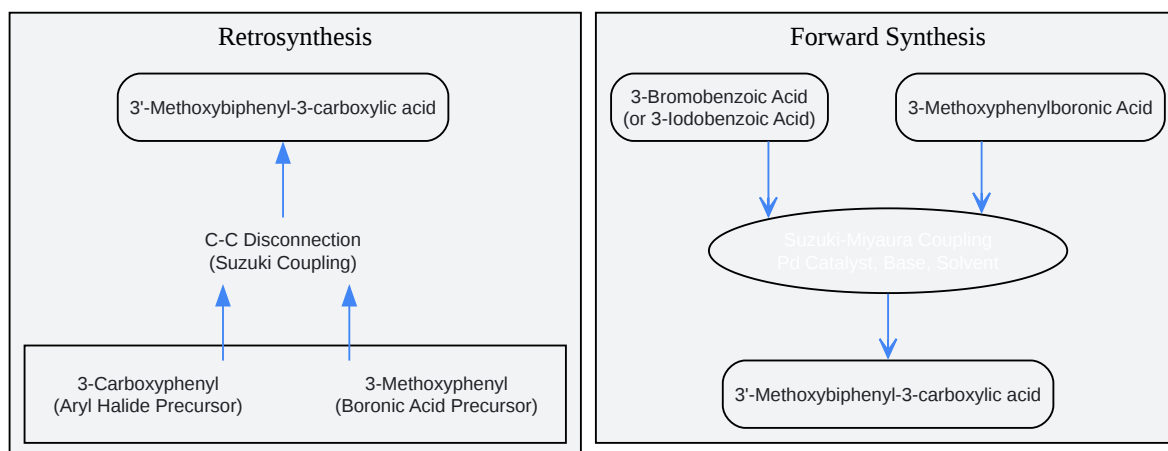 Retrosynthesis
3'-Methoxybiphenyl-3-carboxylic acid
C-C Disconnection
(Suzuki Coupling)
3-Carboxyphenyl
(Aryl Halide Precursor)
3-Methoxyphenyl
(Boronic Acid Precursor)
Forward Synthesis
3-Bromobenzoic Acid
(or 3-Iodobenzoic Acid)
3-Methoxyphenylboronic Acid
Suzuki-Miyaura Coupling
Pd Catalyst, Base, Solvent
3'-Methoxybiphenyl-3-carboxylic acid